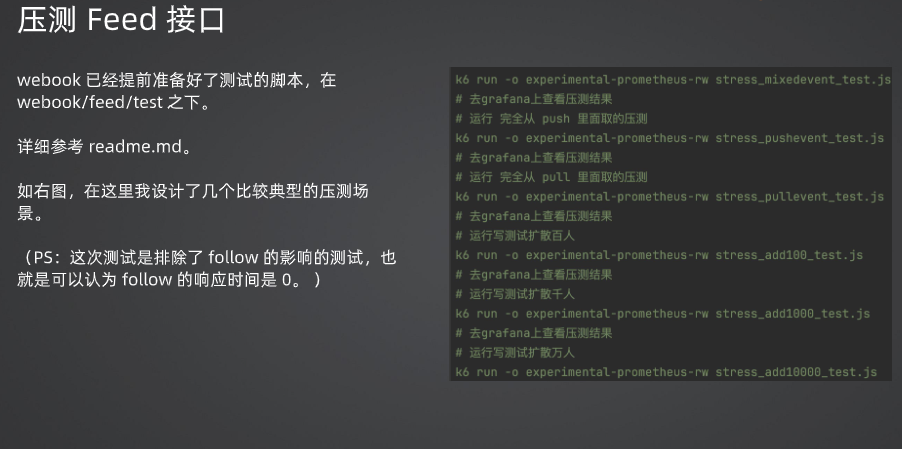 压测 Feed 接口
webook 已经提前准备好了测试的脚本，在
webook/feed/test 之下。
详细参考 readme.md。
如右图，在这里我设计了几个比较典型的压测场
景。
（PS：这次测试是排除了 follow 的影响的测试，也
就是可以认为 follow 的响应时间是 0。 ）
k6 run -o experimental-prometheus-rw stress_mixedevent_test.js
# 去grafana上查看压测结果
# 运行 完全从 push 里面取的压测
k6 run -o experimental-prometheus-rw stress_pushevent_test.js
# 去grafana上查看压测结果
# 运行 完全从 pull 里面取的压测
k6 run -o experimental-prometheus-rw stress_pullevent_test.js
# 去grafana上查看压测结果
# 运行写测试扩散百人
k6 run -o experimental-prometheus-rw stress_add100_test.js
# 去grafana上查看压测结果
# 运行写测试扩散千人
k6 run -o experimental-prometheus-rw stress_add1000_test.js
# 去grafana上查看压测结果
# 运行写测试扩散万人
k6 run -o experimental-prometheus-rw stress_add10000_test.js